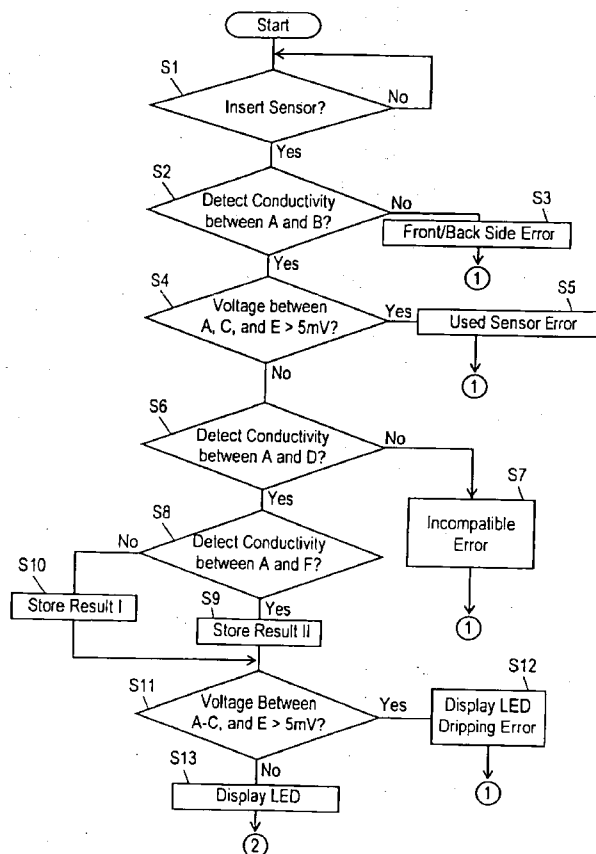 Start
S1
Insert Sensor?
No
Yes
S2
Detect Conductivity
between A and B?
No
S3
Front/Back Side Error
1
Yes
S4
Voltage between
A, C, and E > 5mV?
Yes
S5
Used Sensor Error
1
No
S6
Detect Conductivity
between A and D?
No
S7
Incompatible
Error
1
Yes
S8
Detect Conductivity
between A and F?
No
S10
Store Result I
Yes
S9
Store Result II
S11
Voltage Between
A-C, and E > 5mV?
Yes
S12
Display LED
Dripping Error
1
No
S13
Display LED
2